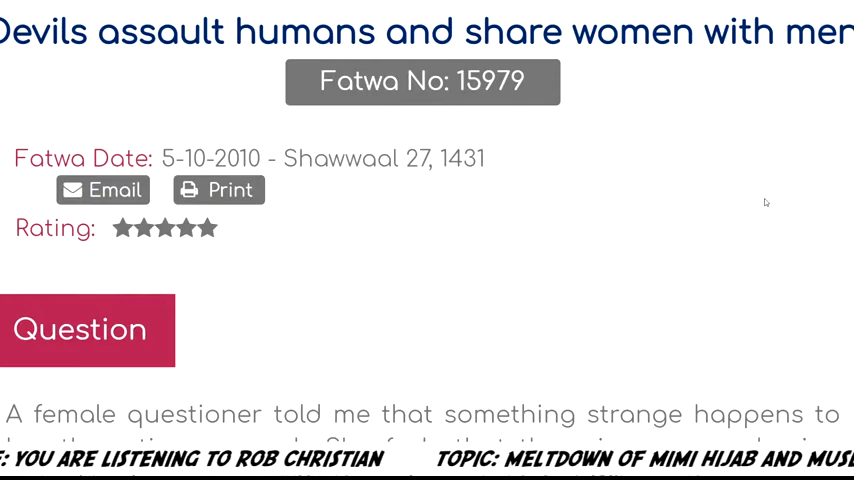 Devils assault humans and share women with men
Fatwa No: 15979
Fatwa Date: 5-10-2010 - Shawwaal 27, 1431
Email Print
Rating:
Question
A female questioner told me that something strange happens to
: YOU ARE LISTENING TO ROB CHRISTIAN TOPIC: MELTDOWN OF MIMI HIJAB AND